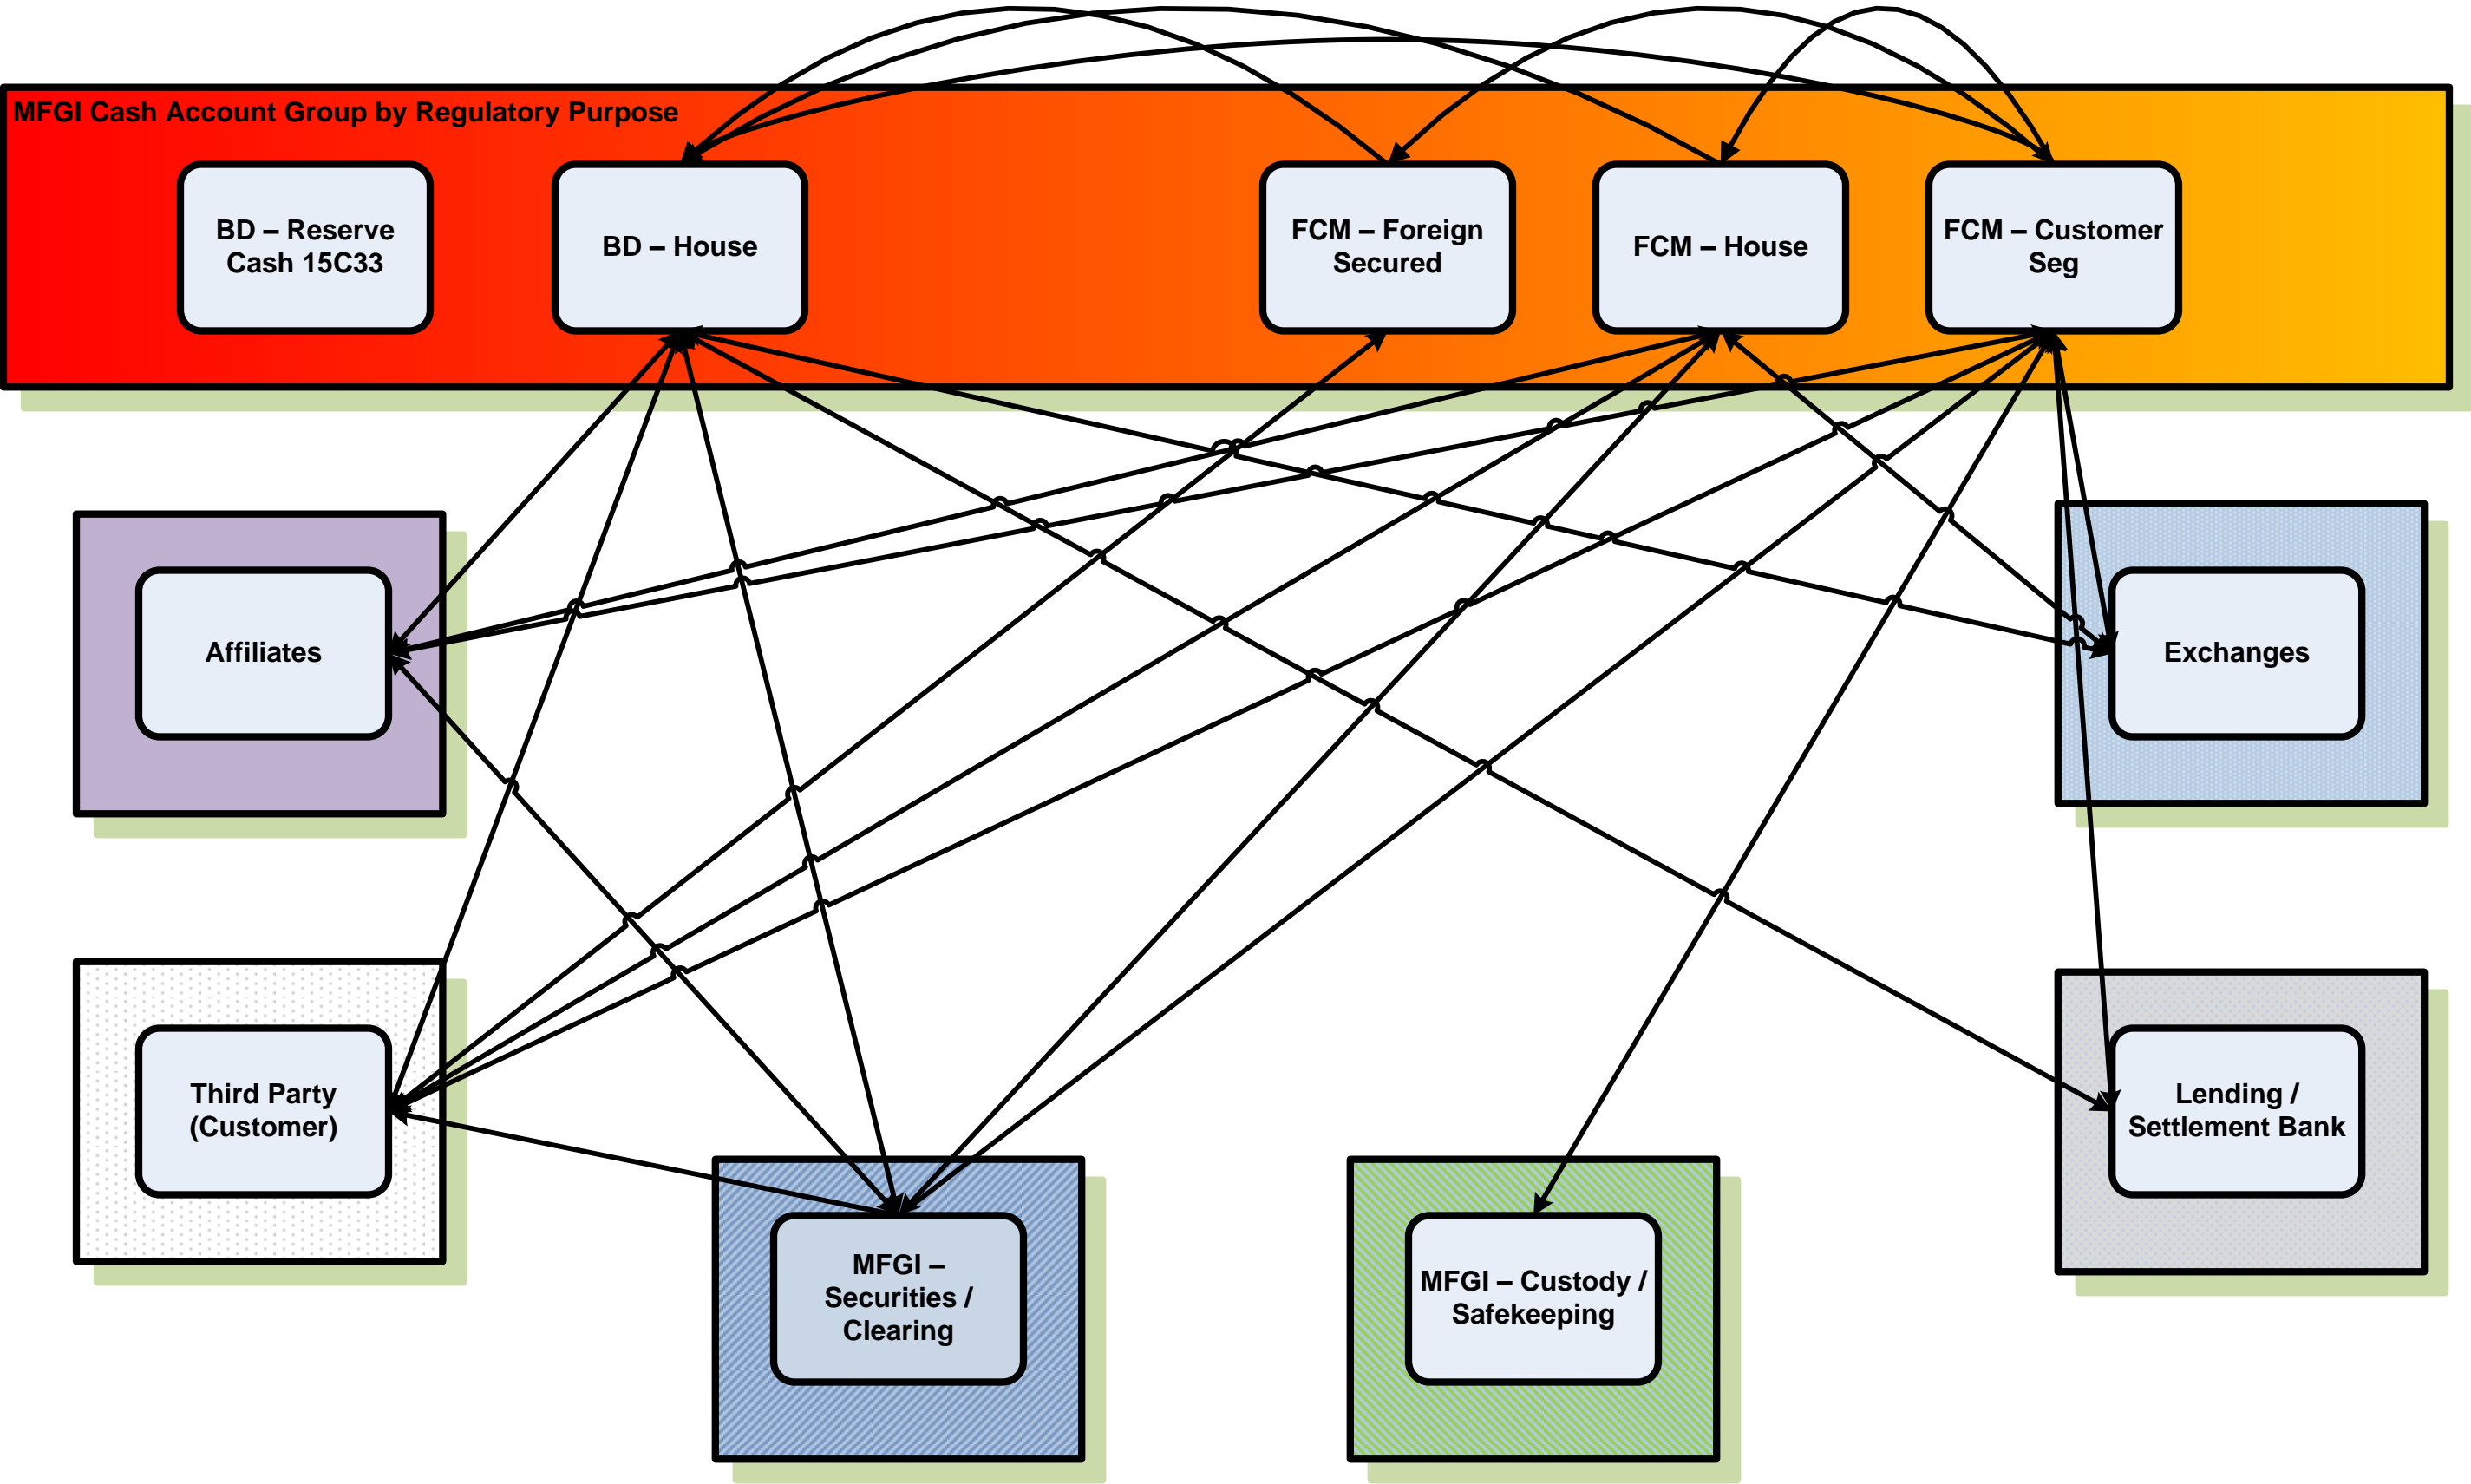 MFGI Cash Account Group by Regulatory Purpose
BD – Reserve
Cash 15C33
BD – House
FCM – Foreign
Secured
FCM – House
FCM – Customer
Seg
Affiliates
Exchanges
Third Party
(Customer)
Lending /
Settlement Bank
MFGI –
Securities /
Clearing
MFGI – Custody /
Safekeeping